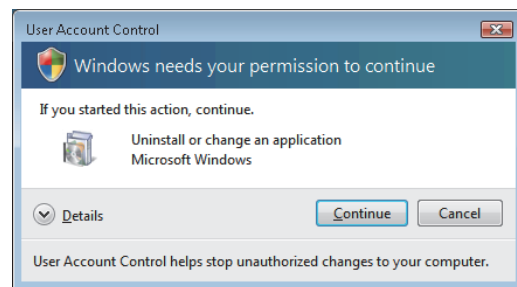 User Account Control
Windows needs your permission to continue
If you started this action, continue.
Uninstall or change an application
Microsoft Windows
Details
Continue
Cancel
User Account Control helps stop unauthorized changes to your computer.